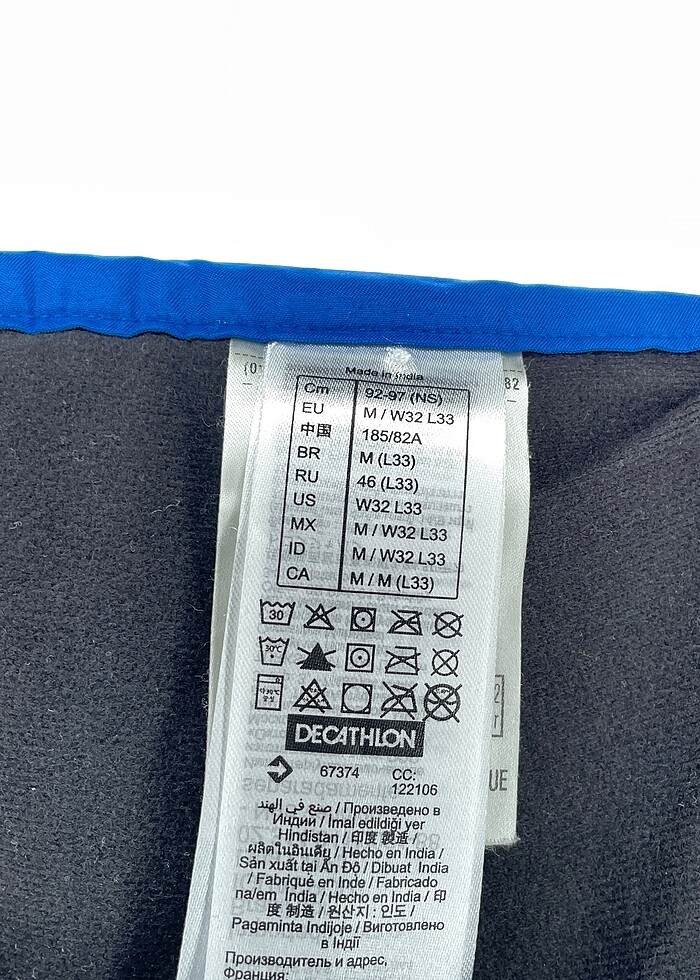 Made in India
Cm 92-97 (NS)
EU M / W32 L33
中国 185/82A
BR M (L33)
RU 46 (L33)
US W32 L33
MX M / W32 L33
ID M / W32 L33
CA M / M (L33)
82
30
30°C
DECATHLON
67374 CC:
122106
UE
صنع في الهند / Произведено в
Индии / İmal edildiği yer
Hindistan / 印度 製造 /
ผลิตในอินเดีย / Hecho en India /
Sản xuất tại Ấn Độ / Dibuat India
/ Fabriqué en Inde / Fabricado
na/em India / Hecho en India / 印
度 制造 / 원산지 : 인도 /
Pagaminta Indijoje / Виготовлено
в Індії
Производитель и адрес,
Франция: